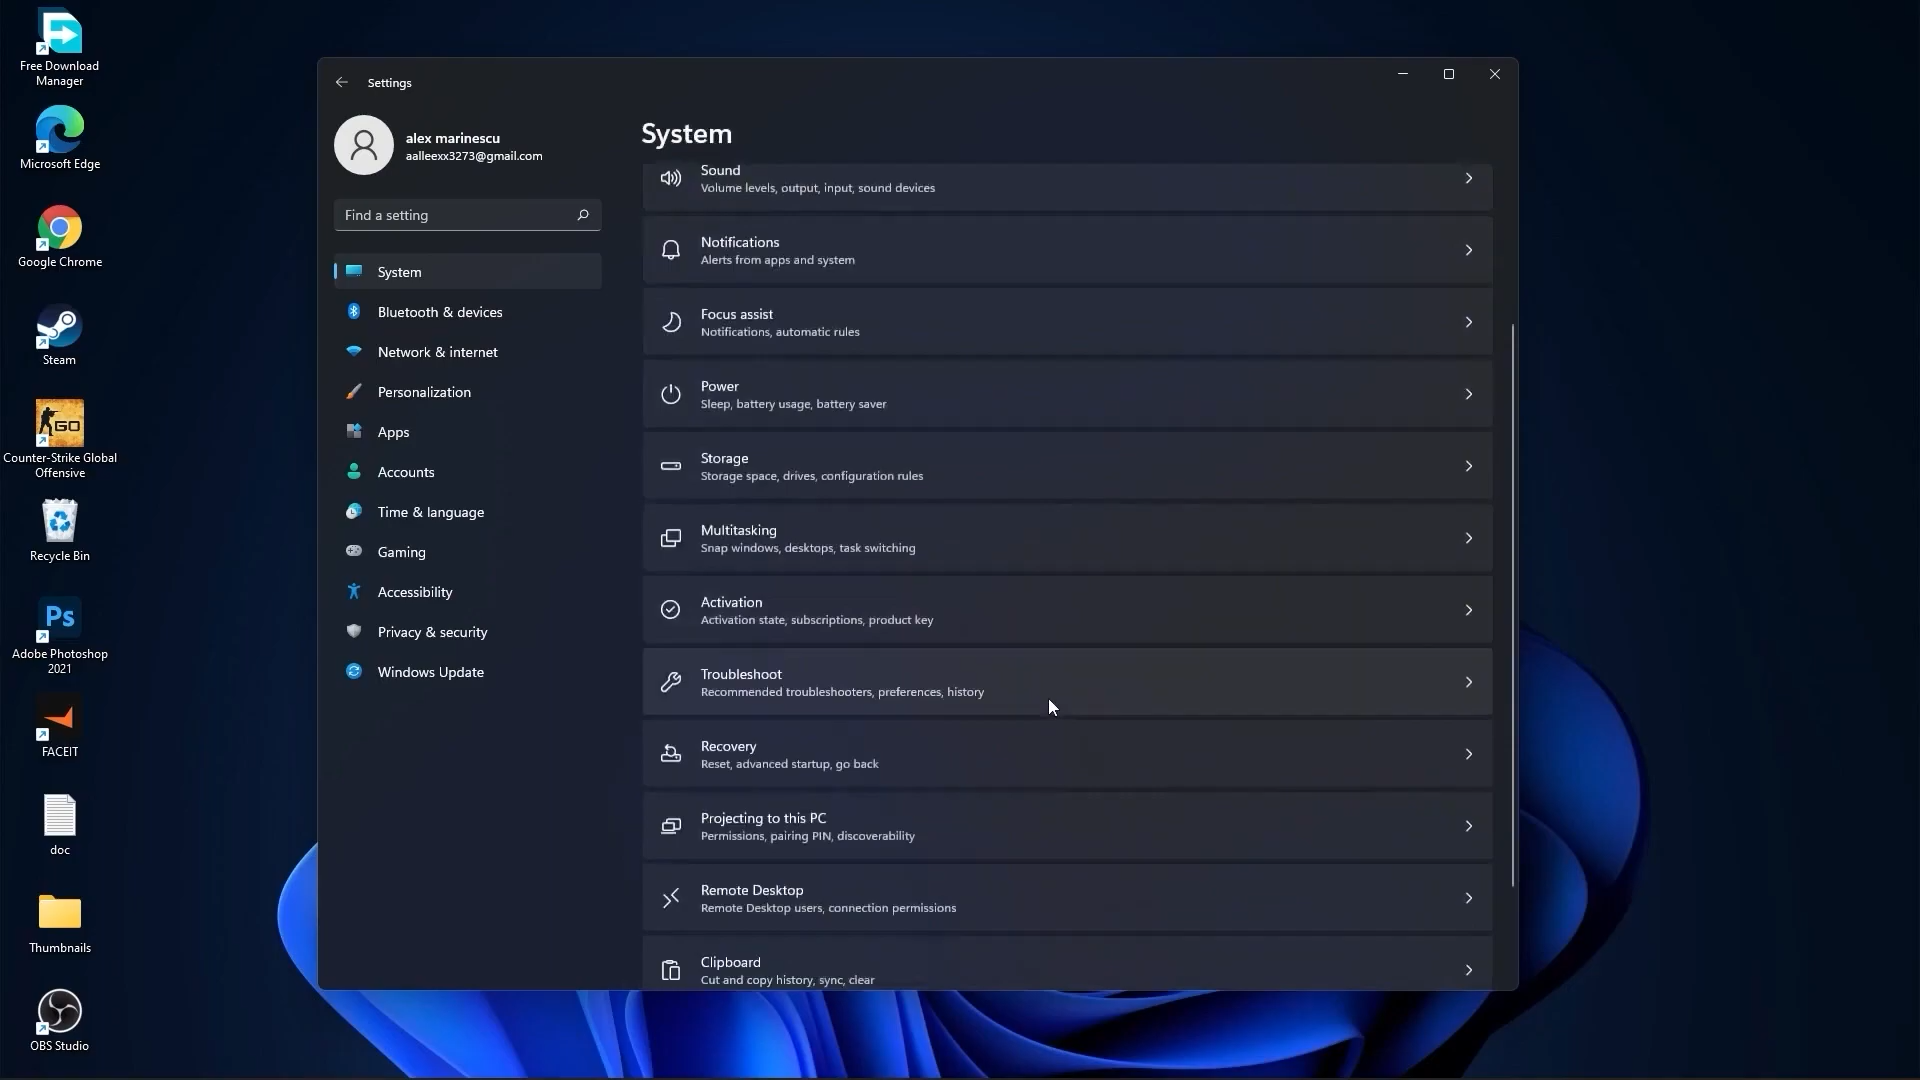 Free Download
Manager
Microsoft Edge
Google Chrome
Steam
GO
Counter-Strike Global
Offensive
Recycle Bin
Ps
Adobe Photoshop
2021
FACEIT
doc
Thumbnails
OBS Studio
Settings
alex marinescu
aalleexx3273@gmail.com
Find a setting
System
Bluetooth & devices
Network & internet
Personalization
Apps
Accounts
Time & language
Gaming
Accessibility
Privacy & security
Windows Update
System
Sound
Volume levels, output, input, sound devices
Notifications
Alerts from apps and system
Focus assist
Notifications, automatic rules
Power
Sleep, battery usage, battery saver
Storage
Storage space, drives, configuration rules
Multitasking
Snap windows, desktops, task switching
Activation
Activation state, subscriptions, product key
Troubleshoot
Recommended troubleshooters, preferences, history
Recovery
Reset, advanced startup, go back
Projecting to this PC
Permissions, pairing PIN, discoverability
Remote Desktop
Remote Desktop users, connection permissions
Clipboard
Cut and copy history, sync, clear